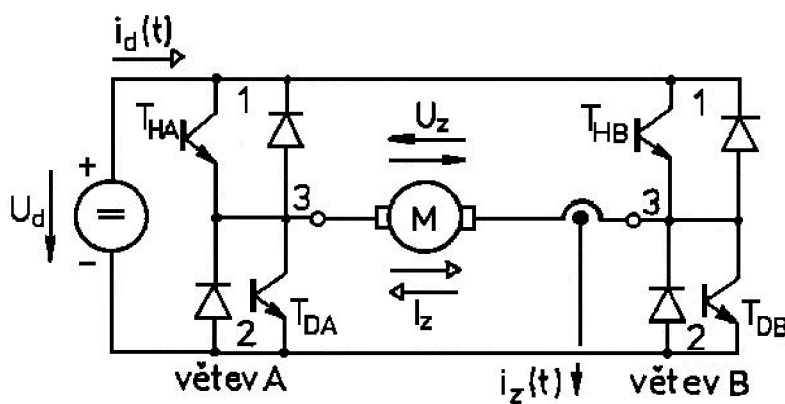 i_d(t)
1
1
T_HA
U_z
T_HB
+
U_d
=
-
3
M
3
2
T_DA
I_z
2
T_DB
větev A
i_z(t)
větev B